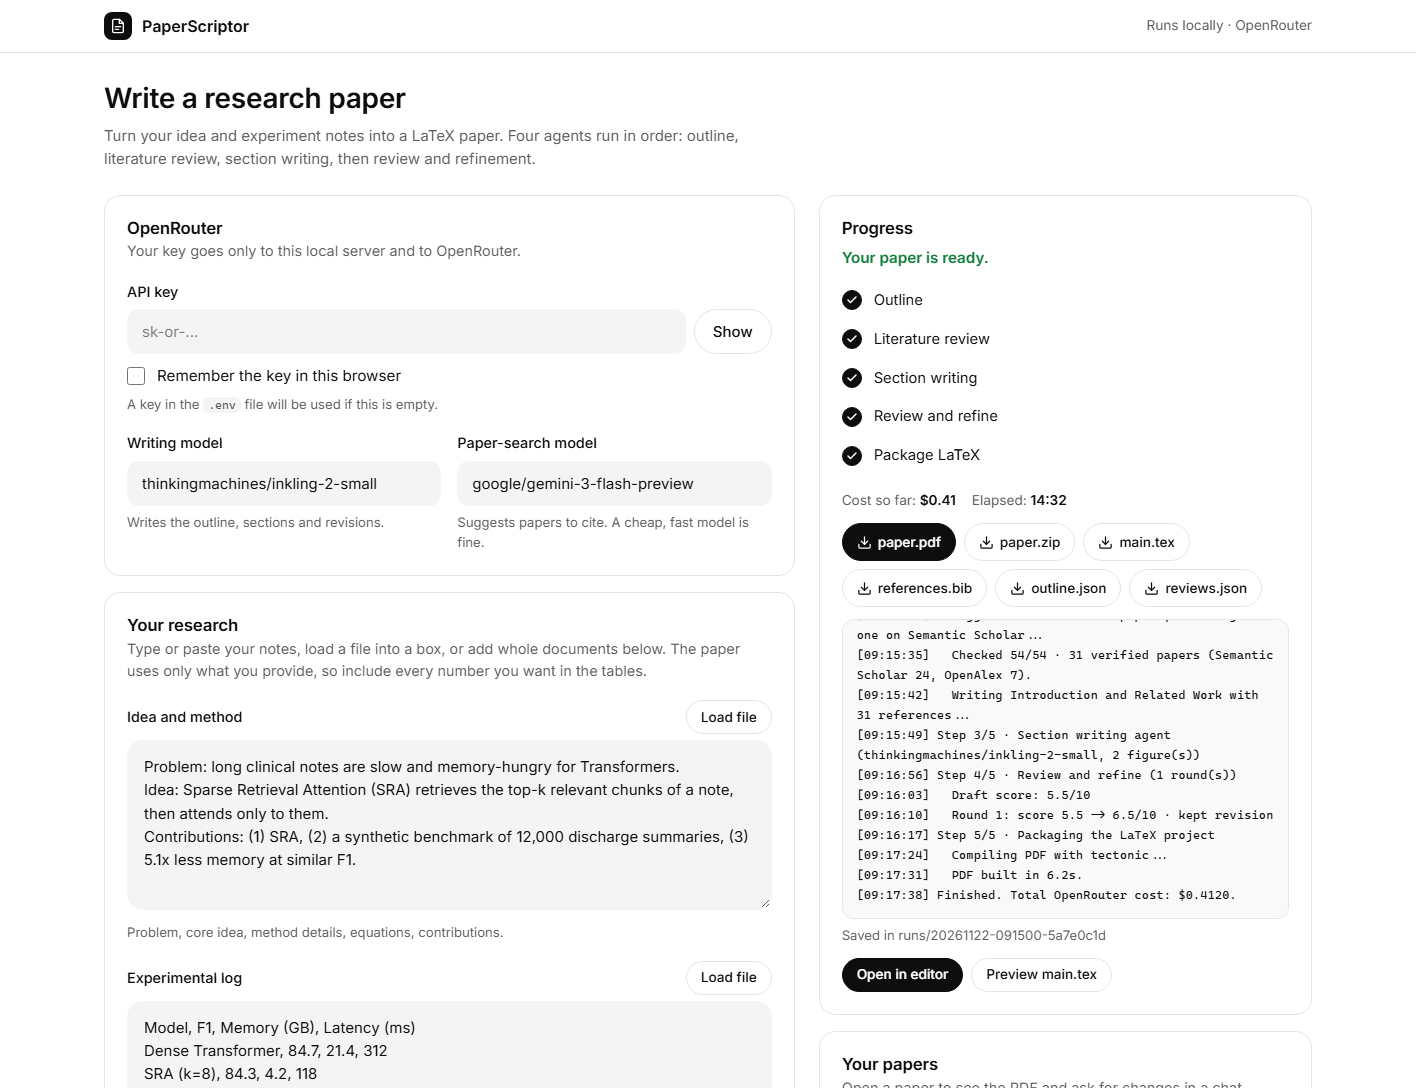 PaperScriptor
Runs locally · OpenRouter
Write a research paper
Turn your idea and experiment notes into a LaTeX paper. Four agents run in order: outline,
literature review, section writing, then review and refinement.
OpenRouter
Your key goes only to this local server and to OpenRouter.
API key
sk-or-...
Show
Remember the key in this browser
A key in the .env file will be used if this is empty.
Writing model
Paper-search model
thinkingmachines/inkling-2-small
google/gemini-3-flash-preview
Writes the outline, sections and revisions.
Suggests papers to cite. A cheap, fast model is
fine.
Your research
Type or paste your notes, load a file into a box, or add whole documents below. The paper
uses only what you provide, so include every number you want in the tables.
Idea and method
Load file
Problem: long clinical notes are slow and memory-hungry for Transformers.
Idea: Sparse Retrieval Attention (SRA) retrieves the top-k relevant chunks of a note,
then attends only to them.
Contributions: (1) SRA, (2) a synthetic benchmark of 12,000 discharge summaries, (3)
5.1x less memory at similar F1.
Problem, core idea, method details, equations, contributions.
Experimental log
Load file
Model, F1, Memory (GB), Latency (ms)
Dense Transformer, 84.7, 21.4, 312
SRA (k=8), 84.3, 4.2, 118
Progress
Your paper is ready.
Outline
Literature review
Section writing
Review and refine
Package LaTeX
Cost so far: $0.41 Elapsed: 14:32
paper.pdf
paper.zip
main.tex
references.bib
outline.json
reviews.json
one on Semantic Scholar...
[09:15:35] Checked 54/54 · 31 verified papers (Semantic
Scholar 24, OpenAlex 7).
[09:15:42] Writing Introduction and Related Work with
31 references...
[09:15:49] Step 3/5 · Section writing agent
(thinkingmachines/inkling-2-small, 2 figure(s))
[09:16:56] Step 4/5 · Review and refine (1 round(s))
[09:16:03] Draft score: 5.5/10
[09:16:10] Round 1: score 5.5 → 6.5/10 · kept revision
[09:16:17] Step 5/5 · Packaging the LaTeX project
[09:17:24] Compiling PDF with tectonic...
[09:17:31] PDF built in 6.2s.
[09:17:38] Finished. Total OpenRouter cost: $0.4120.
Saved in runs/20261122-091500-5a7e0c1d
Open in editor
Preview main.tex
Your papers
Open a paper to see the PDF and ask for changes in a chat.